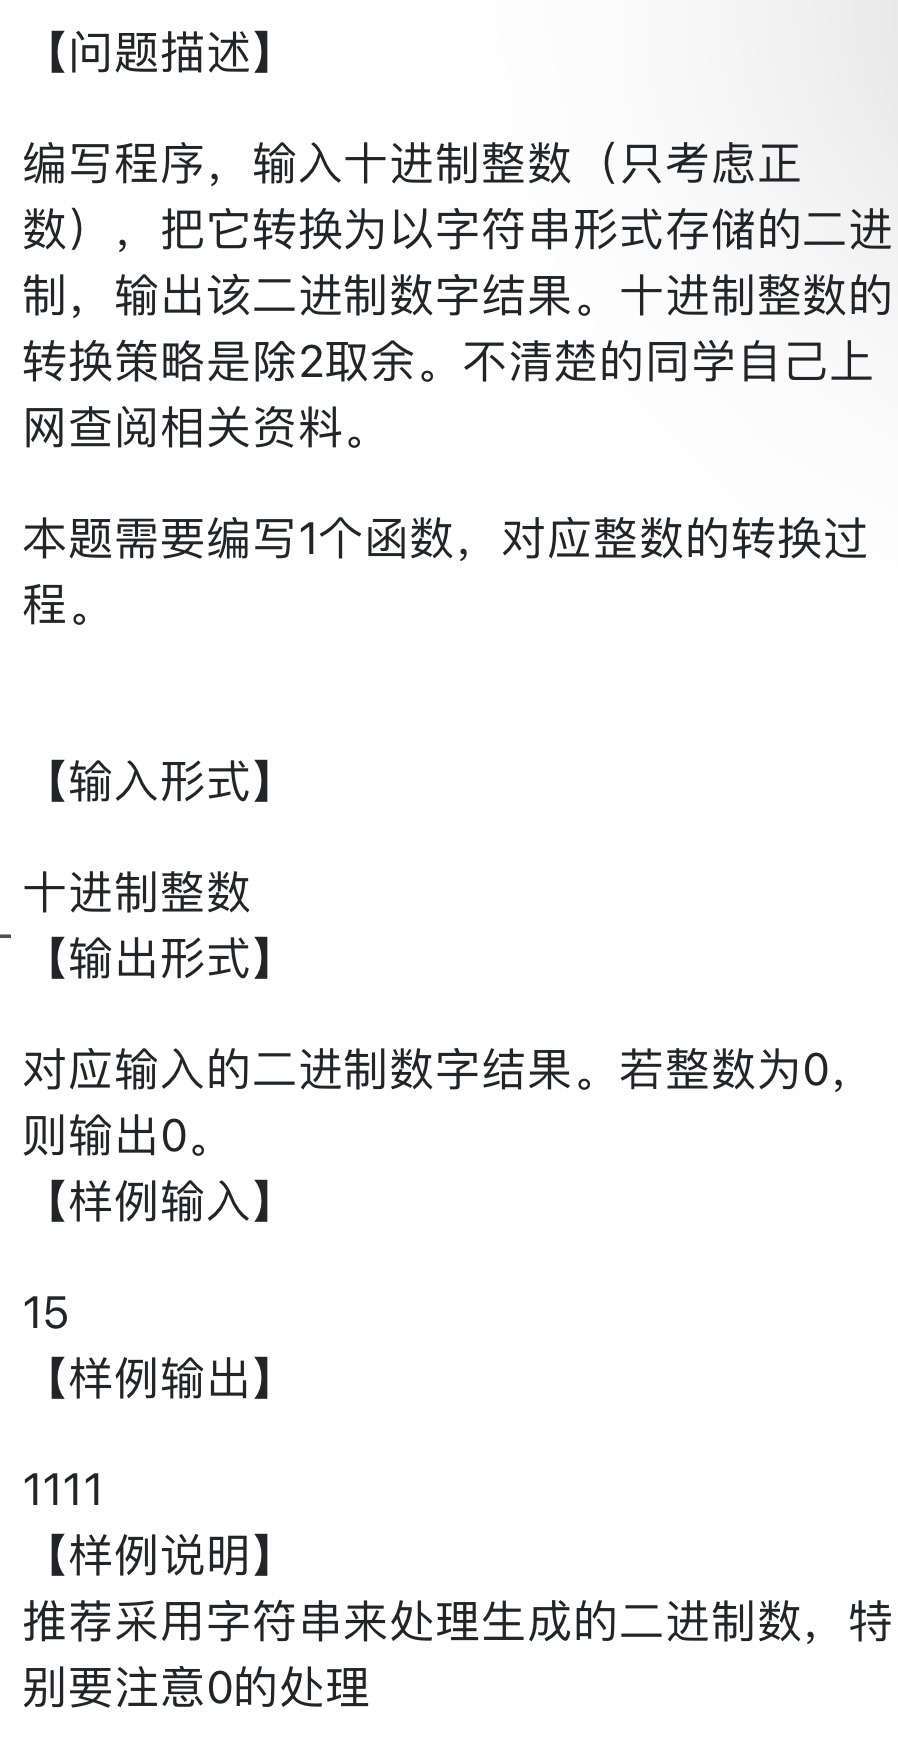 【问题描述】
编写程序，输入十进制整数（只考虑正
数），把它转换为以字符串形式存储的二进
制，输出该二进制数字结果。十进制整数的
转换策略是除2取余。不清楚的同学自己上
网查阅相关资料。
本题需要编写1个函数，对应整数的转换过
程。
【输入形式】
十进制整数
【输出形式】
对应输入的二进制数字结果。若整数为0，
则输出0。
【样例输入】
15
【样例输出】
1111
【样例说明】
推荐采用字符串来处理生成的二进制数，特
别要注意0的处理